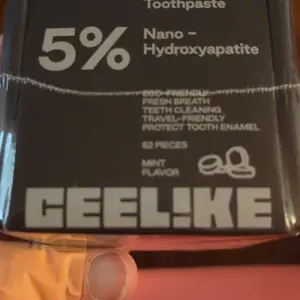 Toothpaste
5%
Nano -
Hydroxyapatite
ECO-FRIENDLY
FRESH BREATH
TEETH CLEANING
TRAVEL-FRIENDLY
PROTECT TOOTH ENAMEL
62 PIECES
MINT
FLAVOR
CEEL!KE